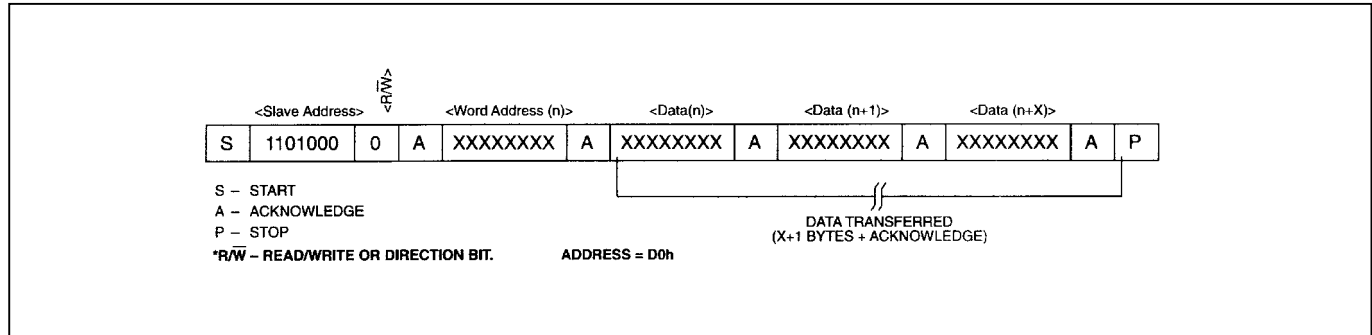 <R/W̅>
<Slave Address> <Word Address (n)> <Data(n)> <Data (n+1)> <Data (n+X)>
S 1101000 0 A XXXXXXXX A XXXXXXXX A XXXXXXXX A XXXXXXXX A P
S – START
A – ACKNOWLEDGE
P – STOP
*R/W̅ – READ/WRITE OR DIRECTION BIT. ADDRESS = D0h
DATA TRANSFERRED
(X+1 BYTES + ACKNOWLEDGE)